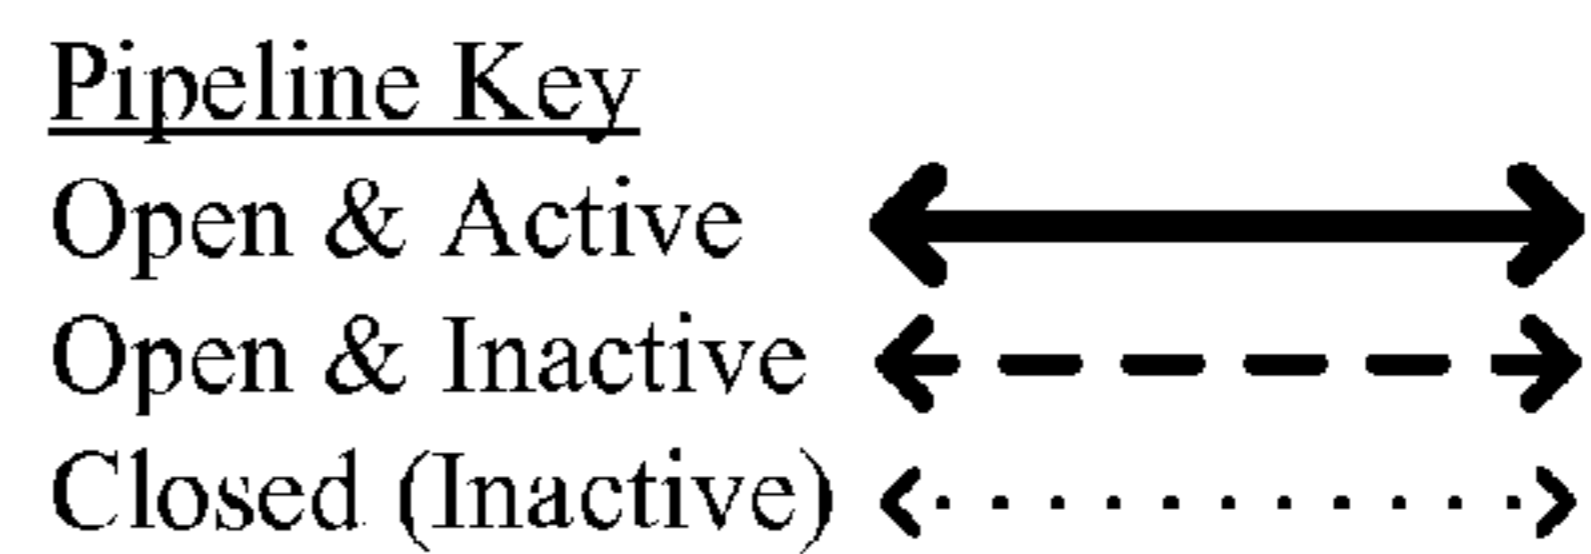 Pipeline Key
Open & Active
Open & Inactive
Closed (Inactive)